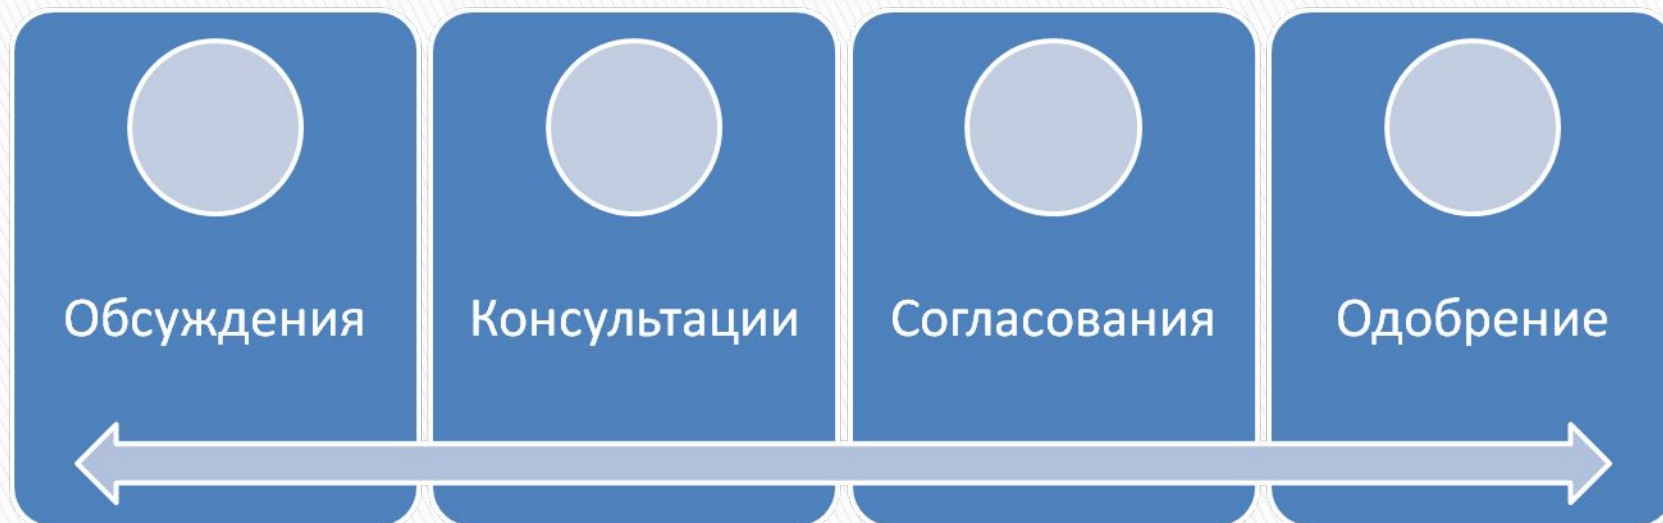 Обсуждения
Консультации
Согласования
Одобрение